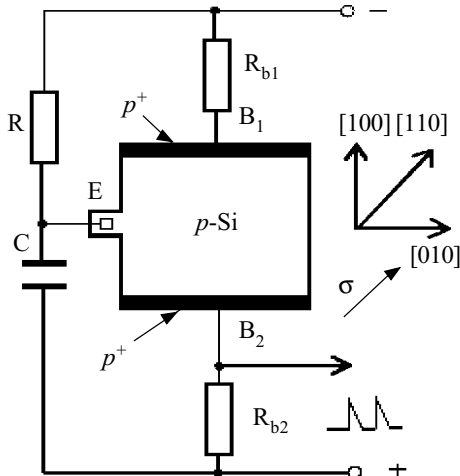 −
R_b1
p⁺
B₁
R
[100] [110]
E
p-Si
C
[010]
σ
p⁺
B₂
R_b2
+